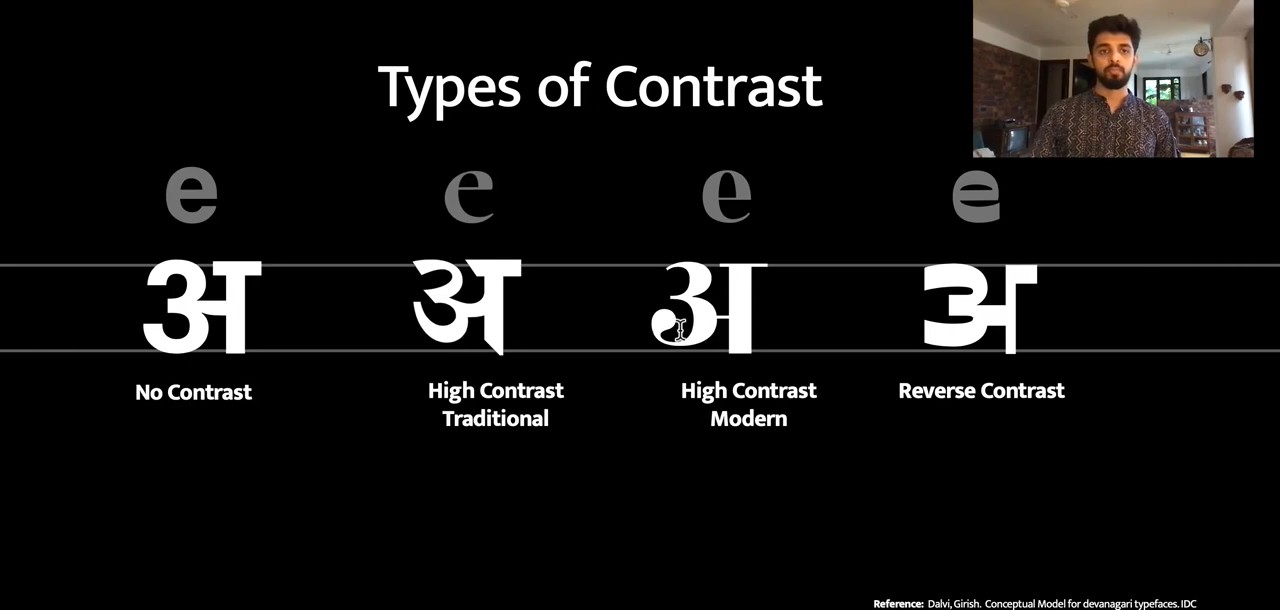 Types of Contrast
e e e e
अ अ अ अ
No Contrast
High Contrast
Traditional
High Contrast
Modern
Reverse Contrast
Reference: Dalvi, Girish. Conceptual Model for devanagari typefaces. IDC